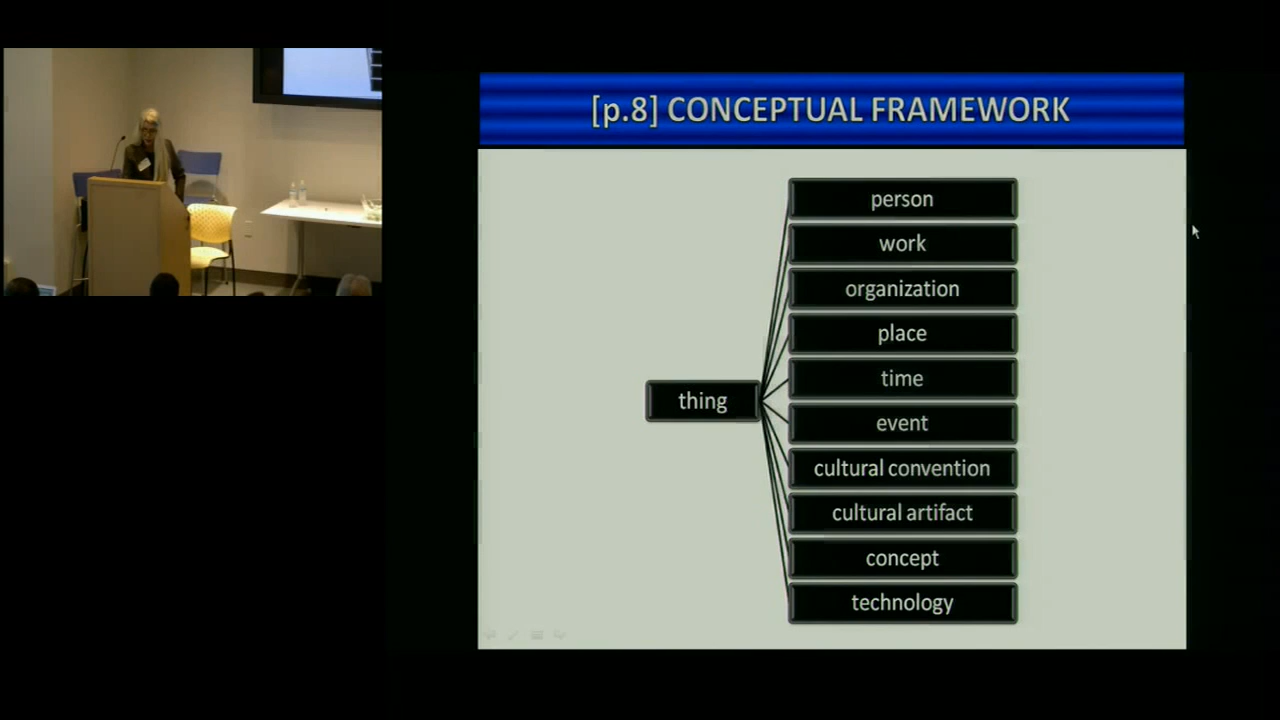 [p.8] CONCEPTUAL FRAMEWORK
person
work
organization
place
time
event
cultural convention
cultural artifact
concept
technology
thing